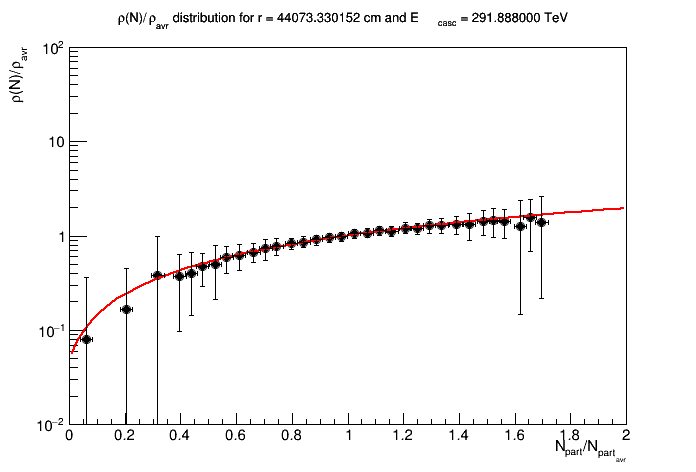 ρ(N)/ρavr distribution for r = 44073.330152 cm and E casc = 291.888000 TeV
ρ(N)/ρavr
10²
10
1
10⁻¹
10⁻²
0 0.2 0.4 0.6 0.8 1 1.2 1.4 1.6 1.8 2
Npart/Npartavr